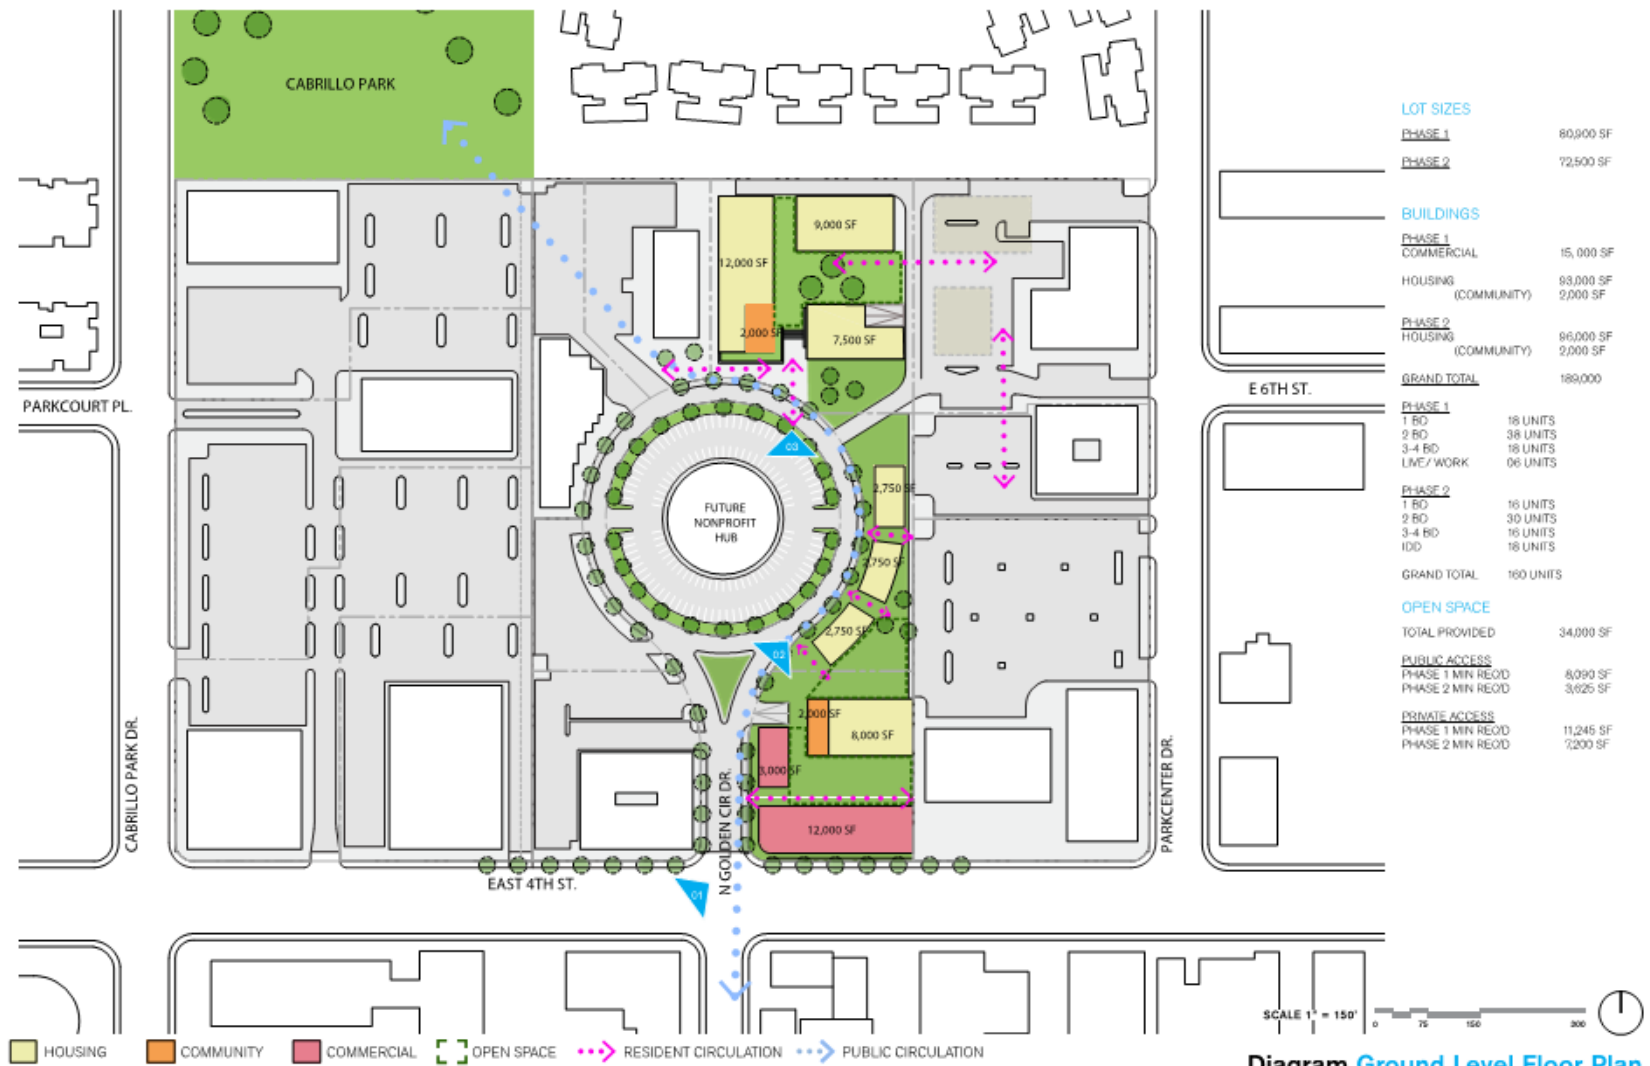 CABRILLO PARK
LOT SIZES
PHASE 1 80,900 SF
PHASE 2 72,500 SF
BUILDINGS
PHASE 1
COMMERCIAL 15, 000 SF
HOUSING 93,000 SF
(COMMUNITY) 2,000 SF
PHASE 2
HOUSING 96,000 SF
(COMMUNITY) 2,000 SF
GRAND TOTAL 189,000
PHASE 1
1 BD 18 UNITS
2 BD 38 UNITS
3-4 BD 18 UNITS
LIVE/ WORK 06 UNITS
PHASE 2
1 BD 16 UNITS
2 BD 30 UNITS
3-4 BD 16 UNITS
IDD 18 UNITS
GRAND TOTAL 160 UNITS
OPEN SPACE
TOTAL PROVIDED 34,000 SF
PUBLIC ACCESS
PHASE 1 MIN REQ'D 8,090 SF
PHASE 2 MIN REQ'D 3,625 SF
PRIVATE ACCESS
PHASE 1 MIN REQ'D 11,245 SF
PHASE 2 MIN REQ'D 7,200 SF
9,000 SF
12,000 SF
2,000 SF
7,500 SF
PARKCOURT PL.
E 6TH ST.
03
2,750 SF
FUTURE
NONPROFIT
HUB
2,750 SF
2,750 SF
02
2,000 SF
8,000 SF
3,000 SF
12,000 SF
CABRILLO PARK DR.
N GOLDEN CIR DR.
PARKCENTER DR.
EAST 4TH ST.
01
SCALE 1" = 150'
0 75 150 300
HOUSING COMMUNITY COMMERCIAL OPEN SPACE RESIDENT CIRCULATION PUBLIC CIRCULATION
Diagram Ground Level Floor Plan